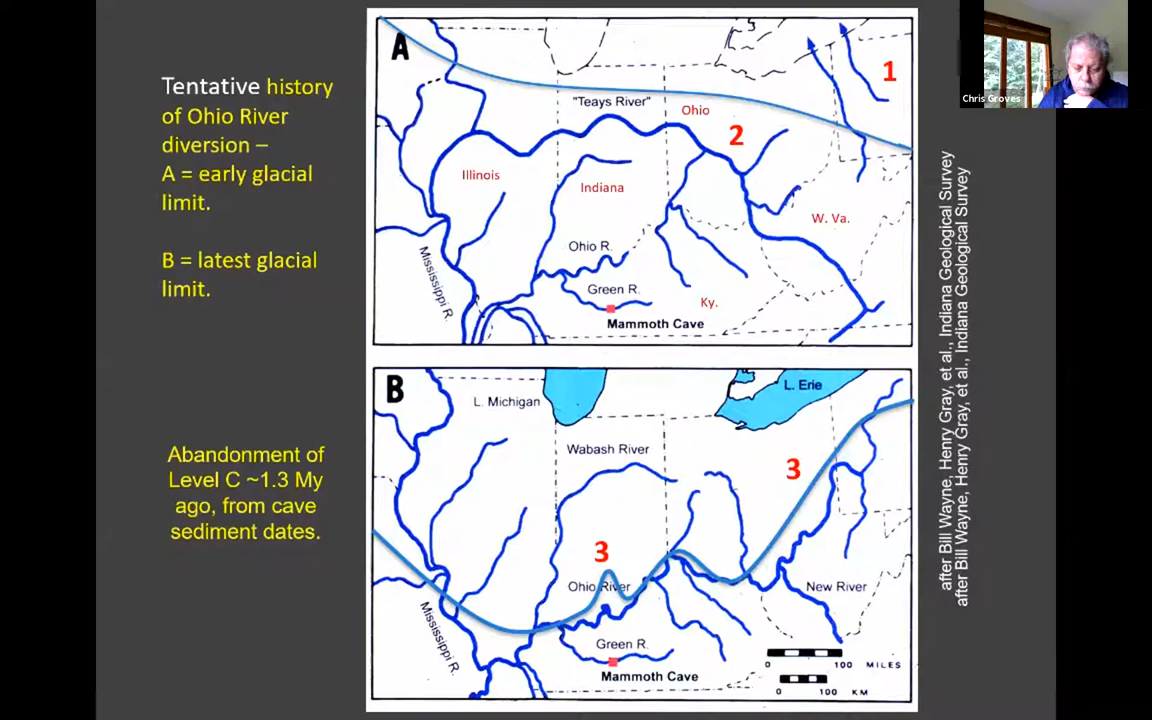 Tentative history
of Ohio River
diversion –
A = early glacial
limit.
B = latest glacial
limit.
Abandonment of
Level C ~1.3 My
ago, from cave
sediment dates.
A
1
"Teays River"
Ohio
2
Illinois
Indiana
W. Va.
Ohio R.
Mississippi R.
Green R.
Ky.
Mammoth Cave
B
L. Michigan
L. Erie
Wabash River
3
3
Ohio River
New River
Mississippi R.
Green R.
Mammoth Cave
0 100 MILES
0 100 KM
after Bill Wayne, Henry Gray, et al., Indiana Geological Survey
after Bill Wayne, Henry Gray, et al., Indiana Geological Survey
Chris Groves